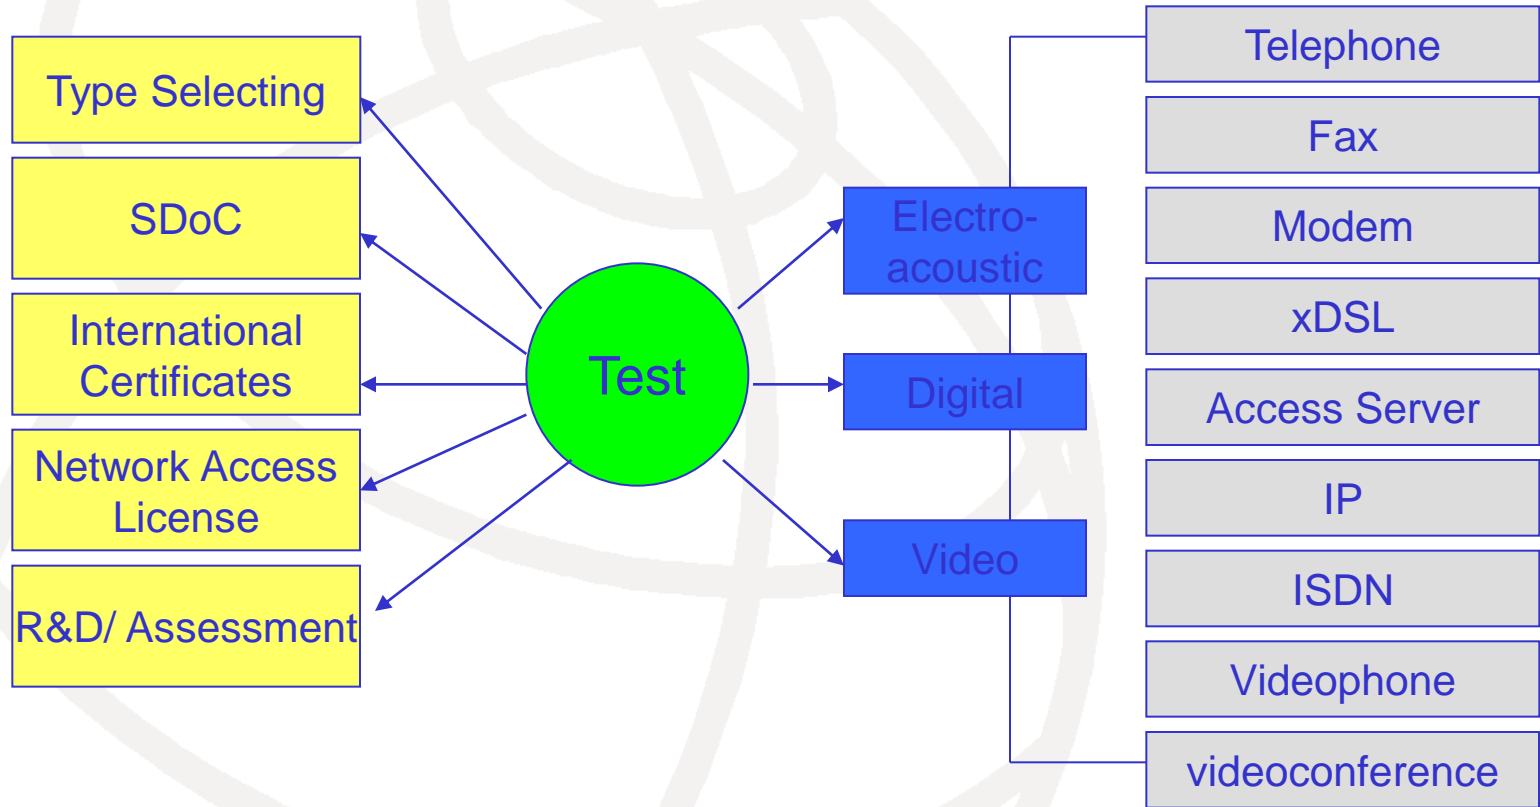 Type Selecting
SDoC
International
Certificates
Network Access
License
R&D/ Assessment
Test
Electro-
acoustic
Digital
Video
Telephone
Fax
Modem
xDSL
Access Server
IP
ISDN
Videophone
videoconference